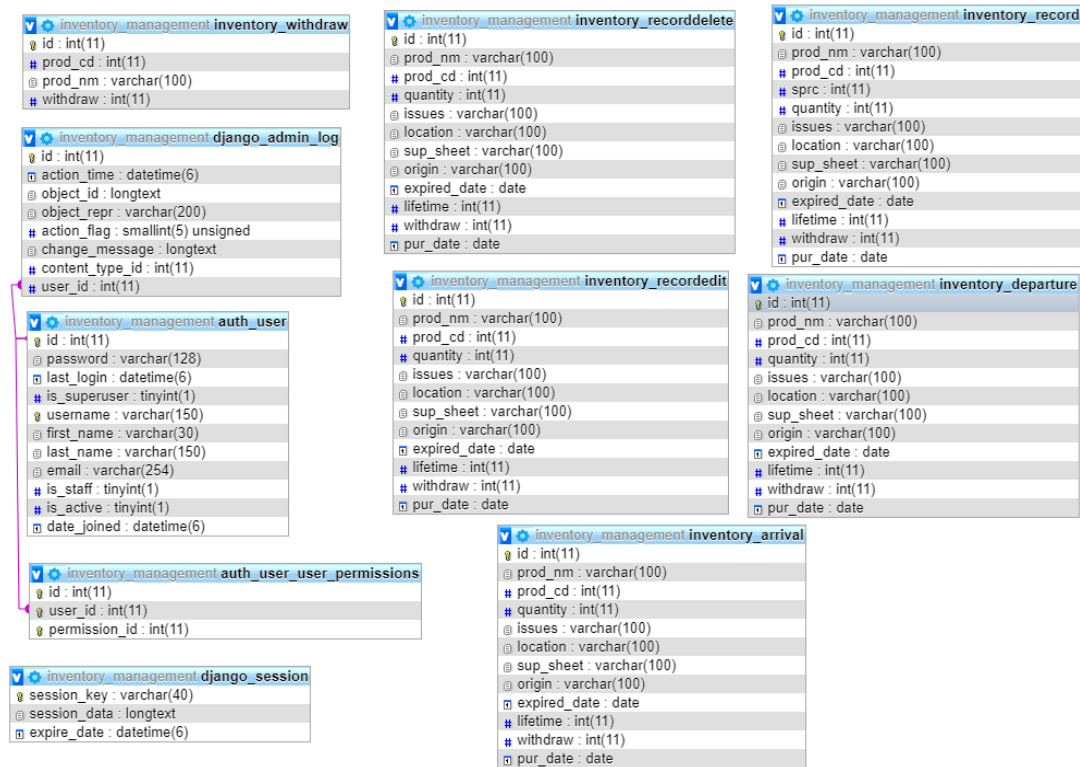 inventory_management inventory_withdraw
id : int(11)
prod_cd : int(11)
prod_nm : varchar(100)
withdraw : int(11)
inventory_management django_admin_log
id : int(11)
action_time : datetime(6)
object_id : longtext
object_repr : varchar(200)
action_flag : smallint(5) unsigned
change_message : longtext
content_type_id : int(11)
user_id : int(11)
inventory_management auth_user
id : int(11)
password : varchar(128)
last_login : datetime(6)
is_superuser : tinyint(1)
username : varchar(150)
first_name : varchar(30)
last_name : varchar(150)
email : varchar(254)
is_staff : tinyint(1)
is_active : tinyint(1)
date_joined : datetime(6)
inventory_management auth_user_user_permissions
id : int(11)
user_id : int(11)
permission_id : int(11)
inventory_management django_session
session_key : varchar(40)
session_data : longtext
expire_date : datetime(6)
inventory_management inventory_recorddelete
id : int(11)
prod_nm : varchar(100)
prod_cd : int(11)
quantity : int(11)
issues : varchar(100)
location : varchar(100)
sup_sheet : varchar(100)
origin : varchar(100)
expired_date : date
lifetime : int(11)
withdraw : int(11)
pur_date : date
inventory_management inventory_recordedit
id : int(11)
prod_nm : varchar(100)
prod_cd : int(11)
quantity : int(11)
issues : varchar(100)
location : varchar(100)
sup_sheet : varchar(100)
origin : varchar(100)
expired_date : date
lifetime : int(11)
withdraw : int(11)
pur_date : date
inventory_management inventory_arrival
id : int(11)
prod_nm : varchar(100)
prod_cd : int(11)
quantity : int(11)
issues : varchar(100)
location : varchar(100)
sup_sheet : varchar(100)
origin : varchar(100)
expired_date : date
lifetime : int(11)
withdraw : int(11)
pur_date : date
inventory_management inventory_record
id : int(11)
prod_nm : varchar(100)
prod_cd : int(11)
sprc : int(11)
quantity : int(11)
issues : varchar(100)
location : varchar(100)
sup_sheet : varchar(100)
origin : varchar(100)
expired_date : date
lifetime : int(11)
withdraw : int(11)
pur_date : date
inventory_management inventory_departure
id : int(11)
prod_nm : varchar(100)
prod_cd : int(11)
quantity : int(11)
issues : varchar(100)
location : varchar(100)
sup_sheet : varchar(100)
origin : varchar(100)
expired_date : date
lifetime : int(11)
withdraw : int(11)
pur_date : date